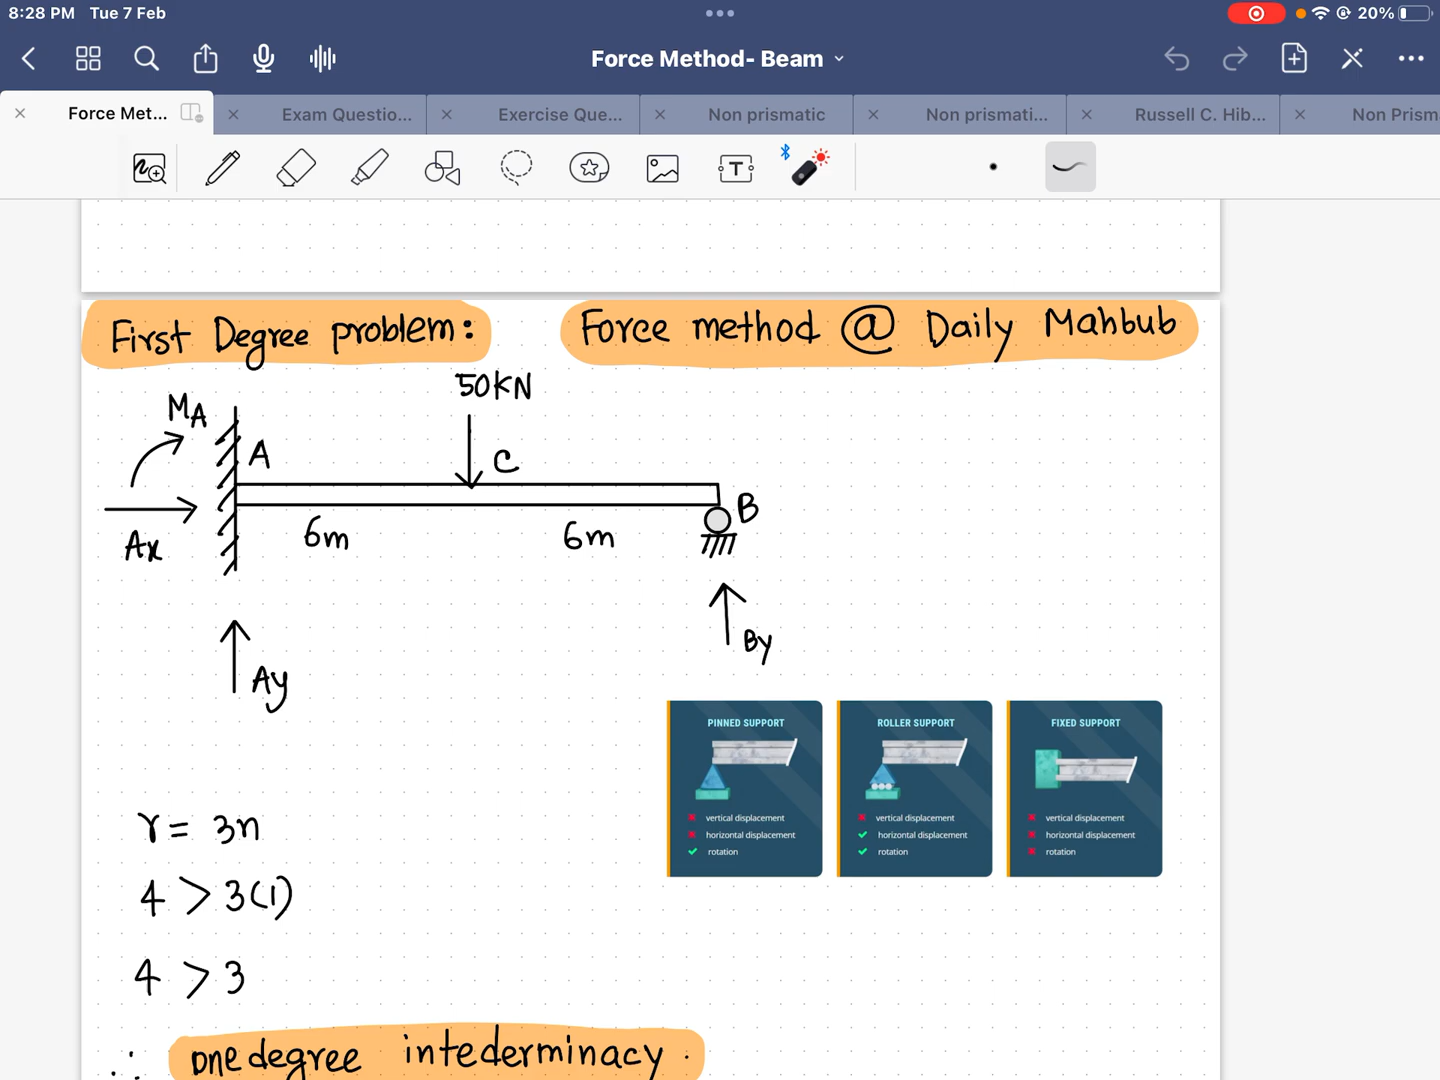 8:28 PM Tue 7 Feb
20%
Force Method- Beam
Force Met...
Exam Questio...
Exercise Que...
Non prismatic
Non prismati...
Russell C. Hib...
Non Prism
T
First Degree problem:
Force method @ Daily Mahbub
50KN
MA
A
C
B
Ax
6m
6m
By
Ay
PINNED SUPPORT
vertical displacement
horizontal displacement
rotation
ROLLER SUPPORT
vertical displacement
horizontal displacement
rotation
FIXED SUPPORT
vertical displacement
horizontal displacement
rotation
r = 3n
4 > 3(1)
4 > 3
∴ one degree intederminacy.